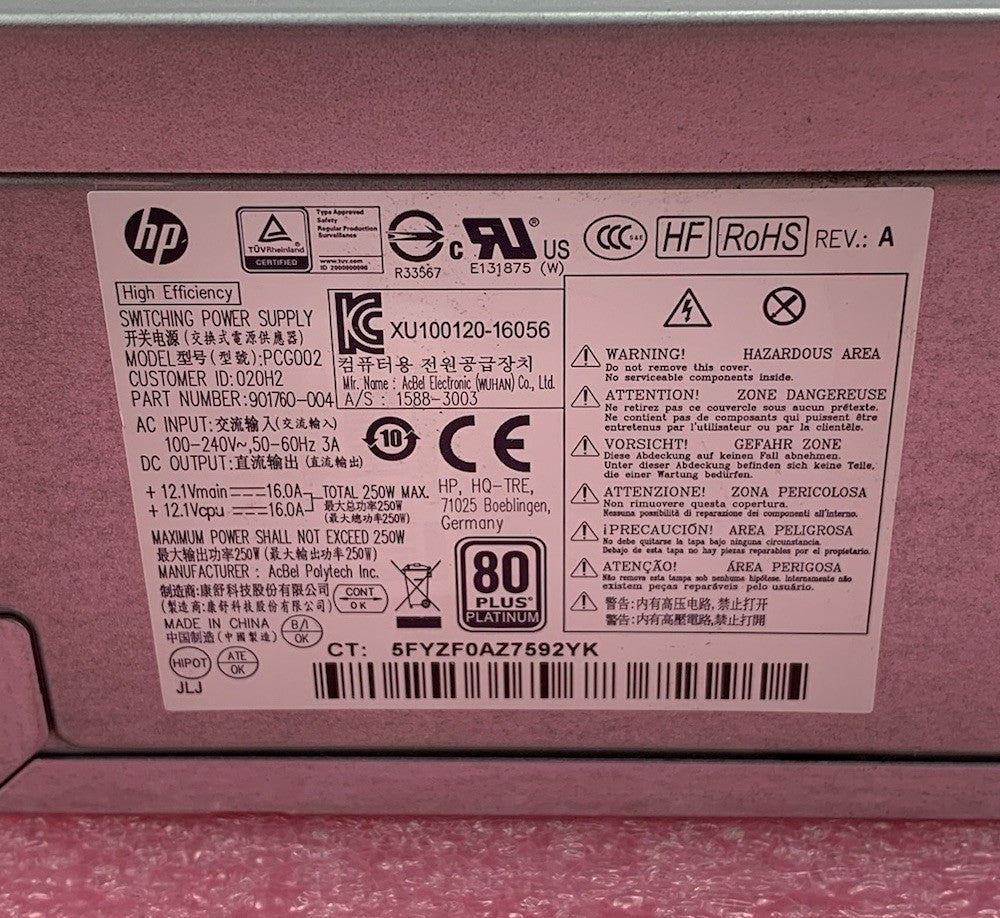 hp
TÜVRheinland
CERTIFIED
Type Approved
Safety
Regular Production
Surveillance
www.tuv.com
ID 2000000000
R33567
c RU® US
E131875 (W)
CCC S&E
HF
RoHS
REV.: A
High Efficiency
SWITCHING POWER SUPPLY
开关电源 (交换式電源供應器)
MODEL型号(型號):PCG002
CUSTOMER ID:020H2
PART NUMBER:901760-004
XU100120-16056
컴퓨터용 전원공급장치
Mfr. Name : AcBel Electronic (WUHAN) Co., Ltd.
A/S : 1588-3003
AC INPUT:交流输入(交流輸入)
100-240V~,50-60Hz 3A
DC OUTPUT:直流输出 (直流輸出)
10
CE
+12.1Vmain⎓16.0A
+12.1Vcpu⎓16.0A
TOTAL 250W MAX.
最大总功率250W
(最大總功率250W)
HP, HQ-TRE,
71025 Boeblingen,
Germany
MAXIMUM POWER SHALL NOT EXCEED 250W
最大输出功率250W (最大輸出功率250W)
MANUFACTURER : AcBel Polytech Inc.
制造商:康舒科技股份有限公司
(製造商:康舒科技股份有限公司)
CONT
OK
MADE IN CHINA
中国制造 (中國製造)
B/I
OK
HIPOT
ATE
OK
JLJ
80
PLUS®
PLATINUM
CT: 5FYZF0AZ7592YK
WARNING! HAZARDOUS AREA
Do not remove this cover.
No serviceable components inside.
ATTENTION! ZONE DANGEREUSE
Ne retirez pas ce couvercle sous aucun prétexte.
Ne contient pas de composants qui puissent être
entretenus par l'utilisateur ou par la clientèle.
VORSICHT! GEFAHR ZONE
Diese Abdeckung auf keinen Fall abnehmen.
Unter dieser Abdeckung befinden sich keine Teile,
die einer Wartung bedürfen.
ATTENZIONE! ZONA PERICOLOSA
Non rimuovere questa copertura.
Nessuna possibilità di reparazione dei componenti all'interno.
¡PRECAUCIÓN! AREA PELIGROSA
No debe quitarse la tapa bajo ninguna circunstancia.
Debajo de esta tapa no hay piezas reparables por el propietario.
ATENÇÃO! ÁREA PERIGOSA
Não remova esta tampa sob nenhuma hipótese. Internamente não
existem peças reparáveis pelo usuário.
警告:内有高压电路,禁止打开
警告:内有高壓電路,禁止打開